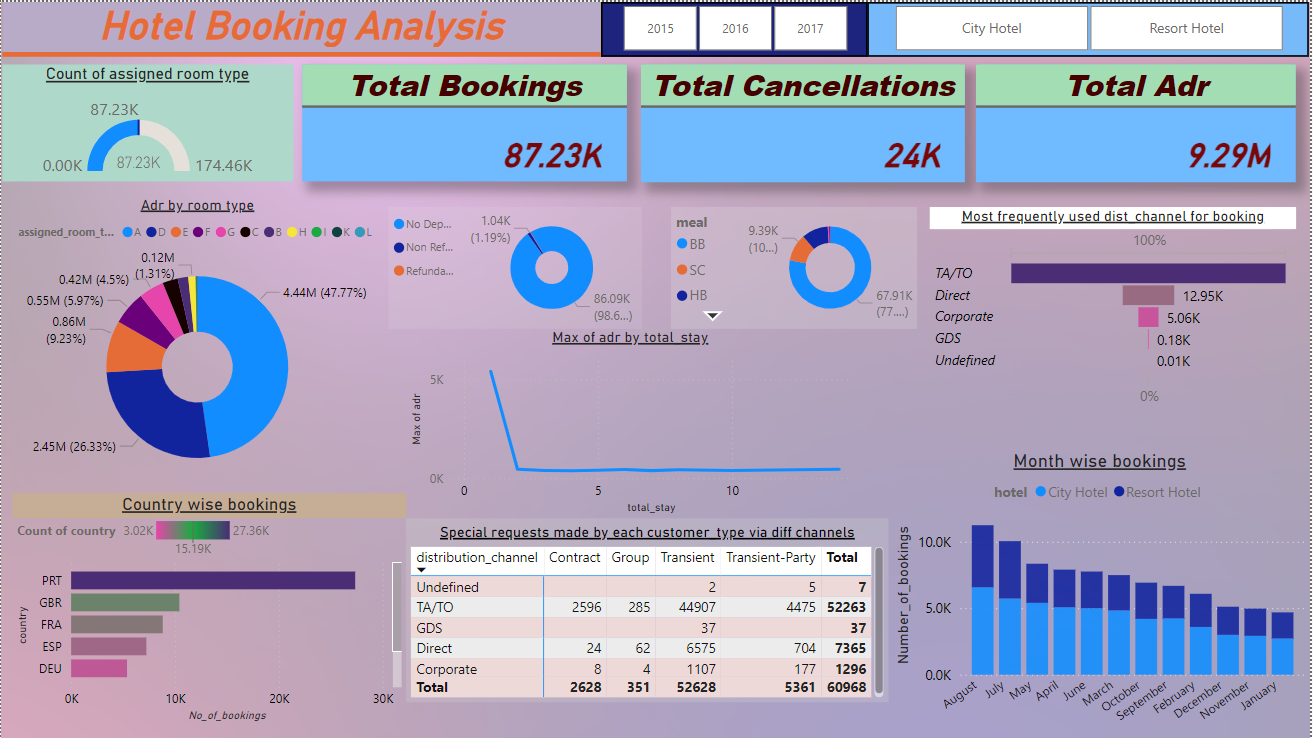 Hotel Booking Analysis
2015 2016 2017
City Hotel Resort Hotel
Count of assigned room type
87.23K
0.00K 87.23K 174.46K
Total Bookings
87.23K
Total Cancellations
24K
Total Adr
9.29M
Adr by room type
assigned_room_t... A D E F G C B H I K L
0.12M
(1.31%)
0.42M (4.5%)
0.55M (5.97%)
0.86M
(9.23%)
2.45M (26.33%)
4.44M (47.77%)
No Dep...
Non Ref...
Refunda...
1.04K
(1.19%)
86.09K
(98.6...)
meal
BB
SC
HB
9.39K
(10...)
67.91K
(77....)
Most frequently used dist_channel for booking
100%
TA/TO
Direct 12.95K
Corporate 5.06K
GDS 0.18K
Undefined 0.01K
0%
Max of adr by total_stay
Max of adr
5K
0K
0 5 10
total_stay
Country wise bookings
Count of country 3.02K 27.36K
15.19K
country
PRT
GBR
FRA
ESP
DEU
0K 10K 20K 30K
No_of_bookings
Special requests made by each customer_type via diff channels
distribution_channel Contract Group Transient Transient-Party Total
Undefined 2 5 7
TA/TO 2596 285 44907 4475 52263
GDS 37 37
Direct 24 62 6575 704 7365
Corporate 8 4 1107 177 1296
Total 2628 351 52628 5361 60968
Month wise bookings
hotel City Hotel Resort Hotel
Number_of_bookings
10.0K
5.0K
0.0K
August July May April June March October September February December November January